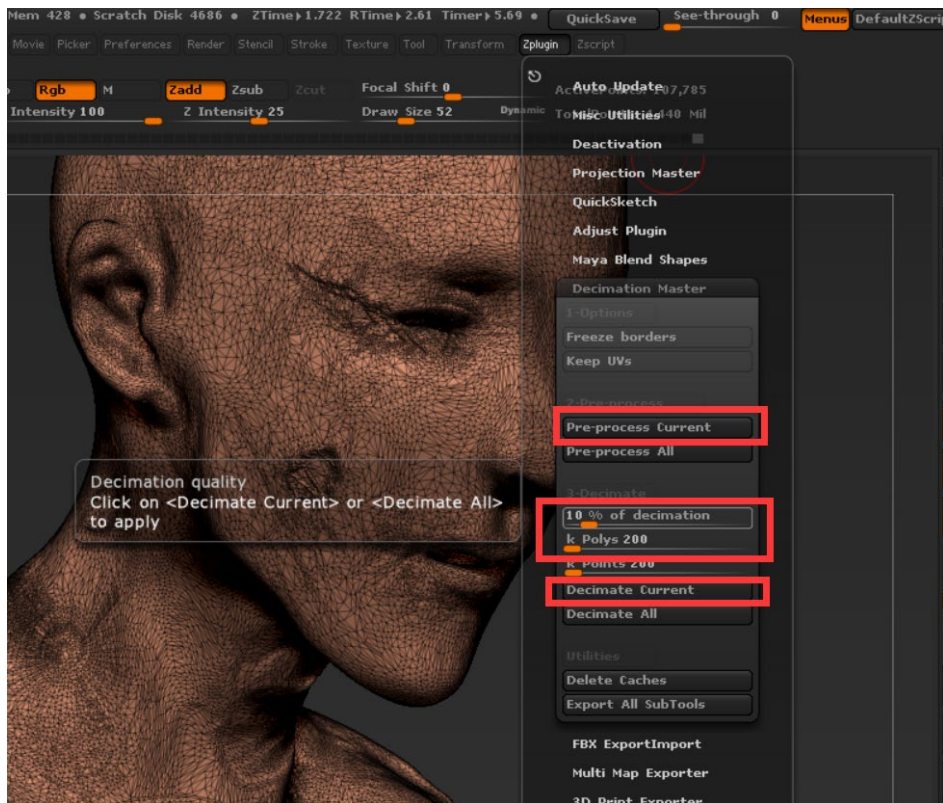 Mem 428 ● Scratch Disk 4686 ● ZTime▸1.722 RTime▸2.61 Timer▸5.69 ● QuickSave See-through 0 Menus DefaultZScri
Movie Picker Preferences Render Stencil Stroke Texture Tool Transform Zplugin Zscript
Rgb M Zadd Zsub Zcut Focal Shift 0
Intensity 100 Z Intensity 25 Draw Size 52 Dynamic
Auto Update
Misc Utilities
Deactivation
Projection Master
QuickSketch
Adjust Plugin
Maya Blend Shapes
Decimation Master
1-Options
Freeze borders
Keep UVs
2-Pre-process
Pre-process Current
Pre-process All
3-Decimate
10 % of decimation
k Polys 200
k Points 200
Decimate Current
Decimate All
Utilities
Delete Caches
Export All SubTools
FBX ExportImport
Multi Map Exporter
3D Print Exporter
Decimation quality
Click on <Decimate Current> or <Decimate All>
to apply